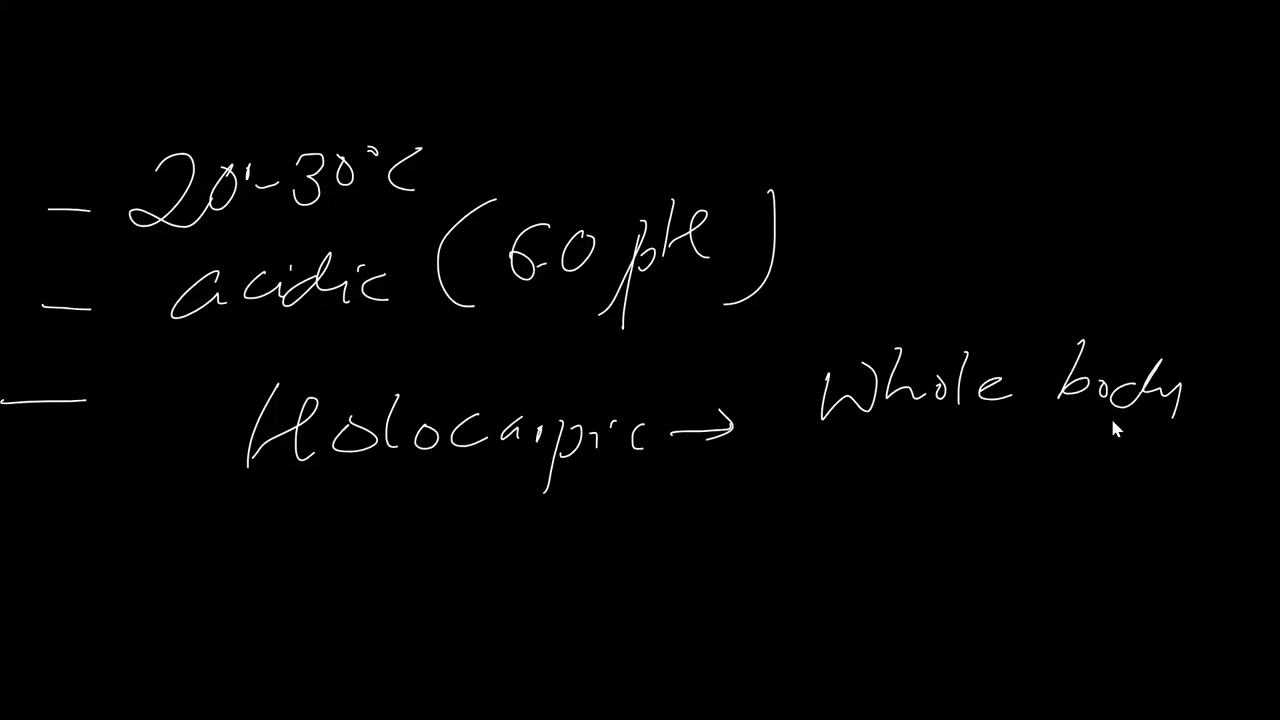 - 20°-30°C
- acidic (6.0 pH)
- Holocarpic → Whole body